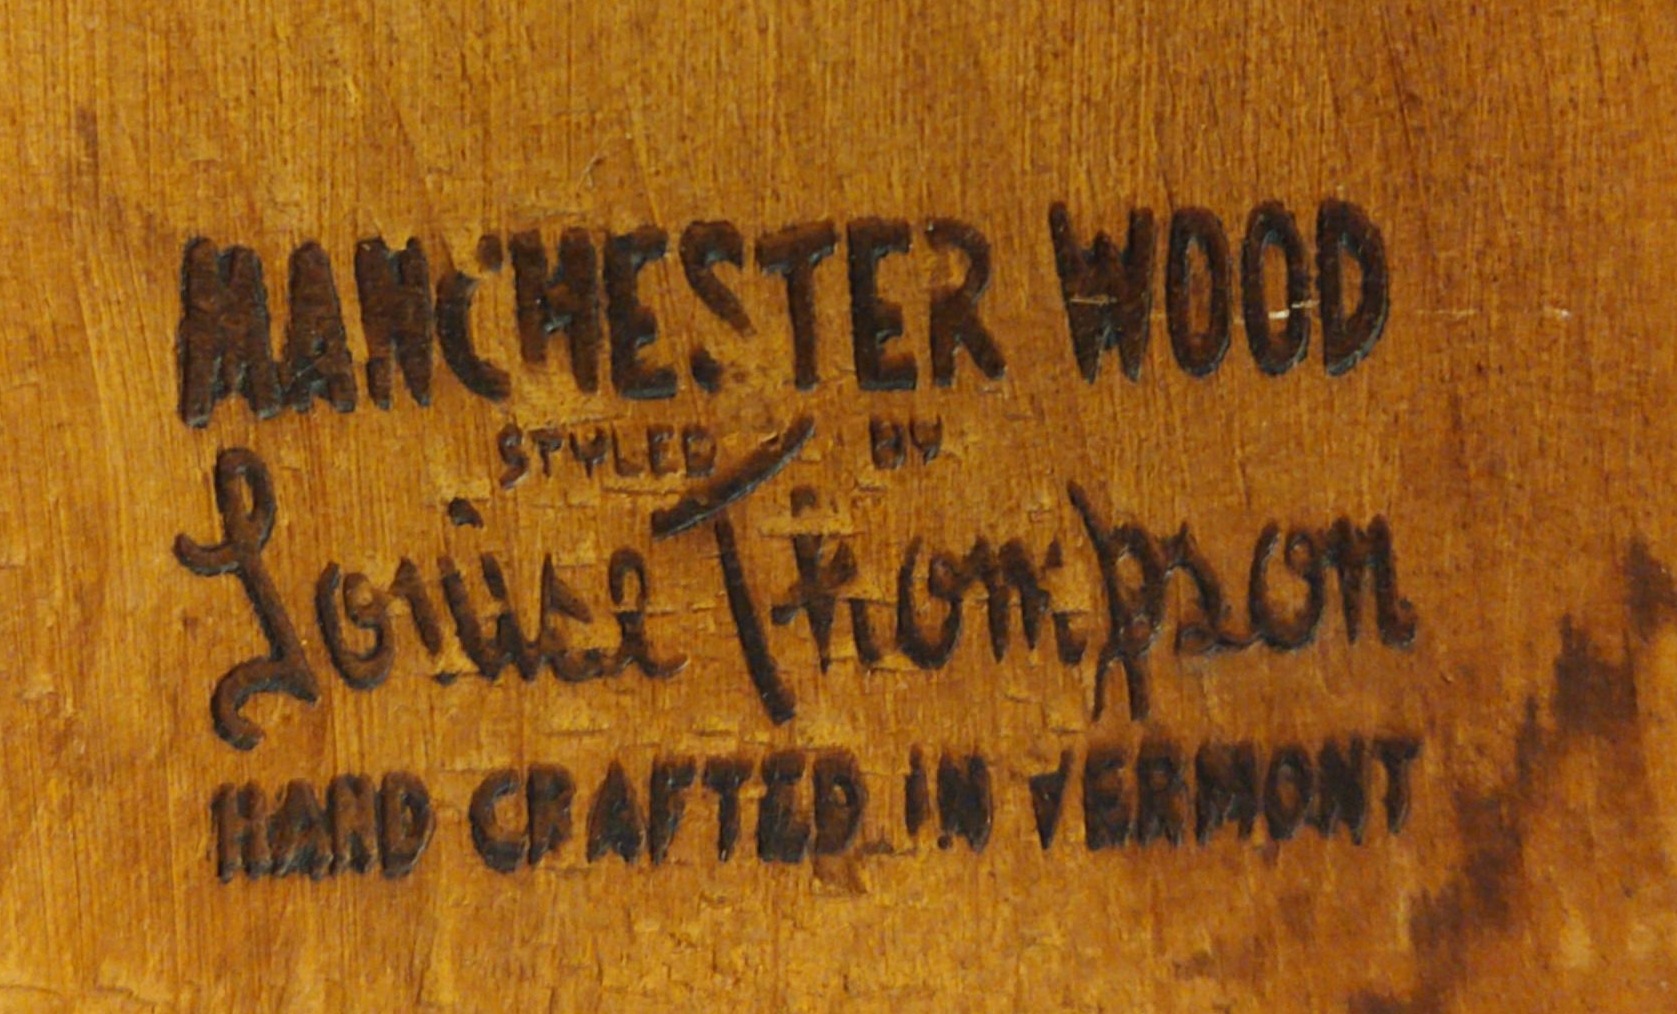 MANCHESTER WOOD
STYLED BY
Louise Thompson
HAND CRAFTED IN VERMONT